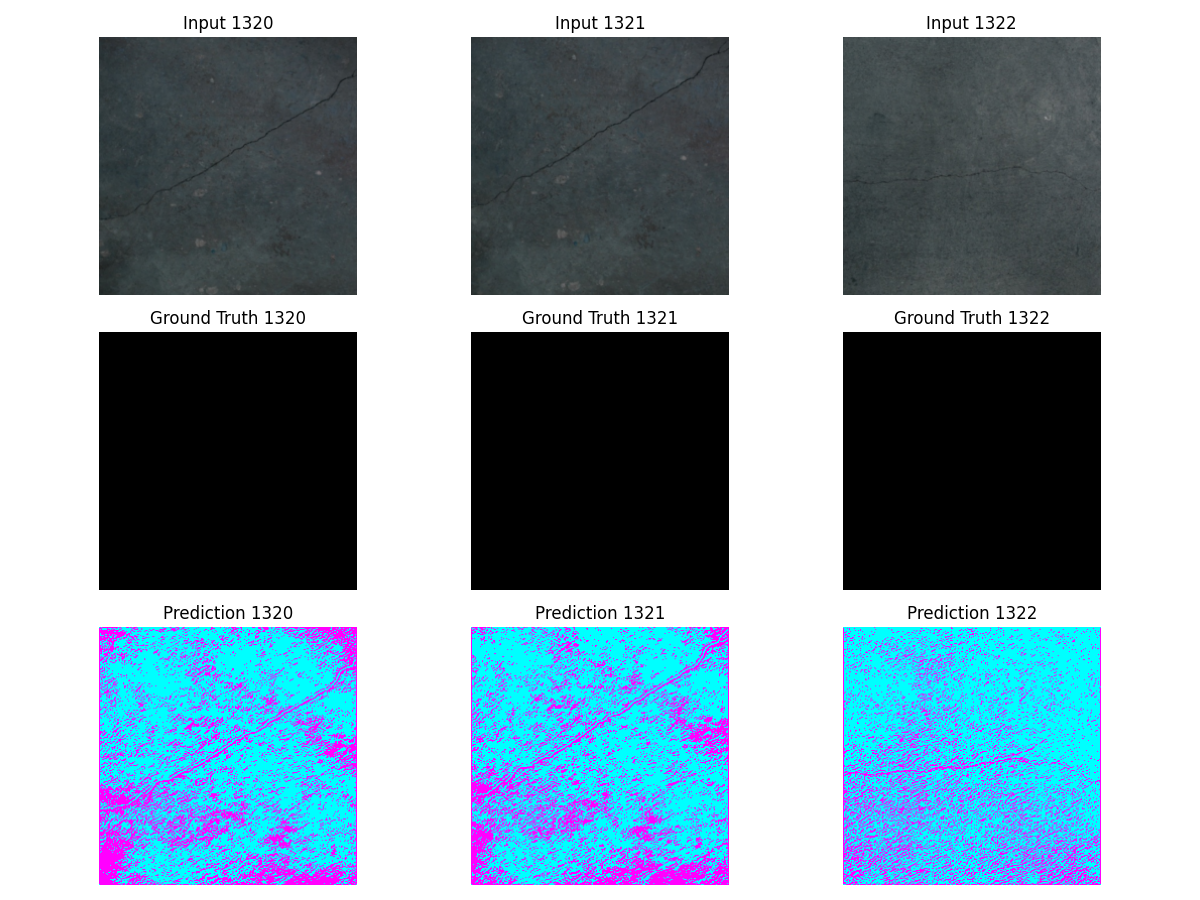 Input 1320
Input 1321
Input 1322
Ground Truth 1320
Ground Truth 1321
Ground Truth 1322
Prediction 1320
Prediction 1321
Prediction 1322